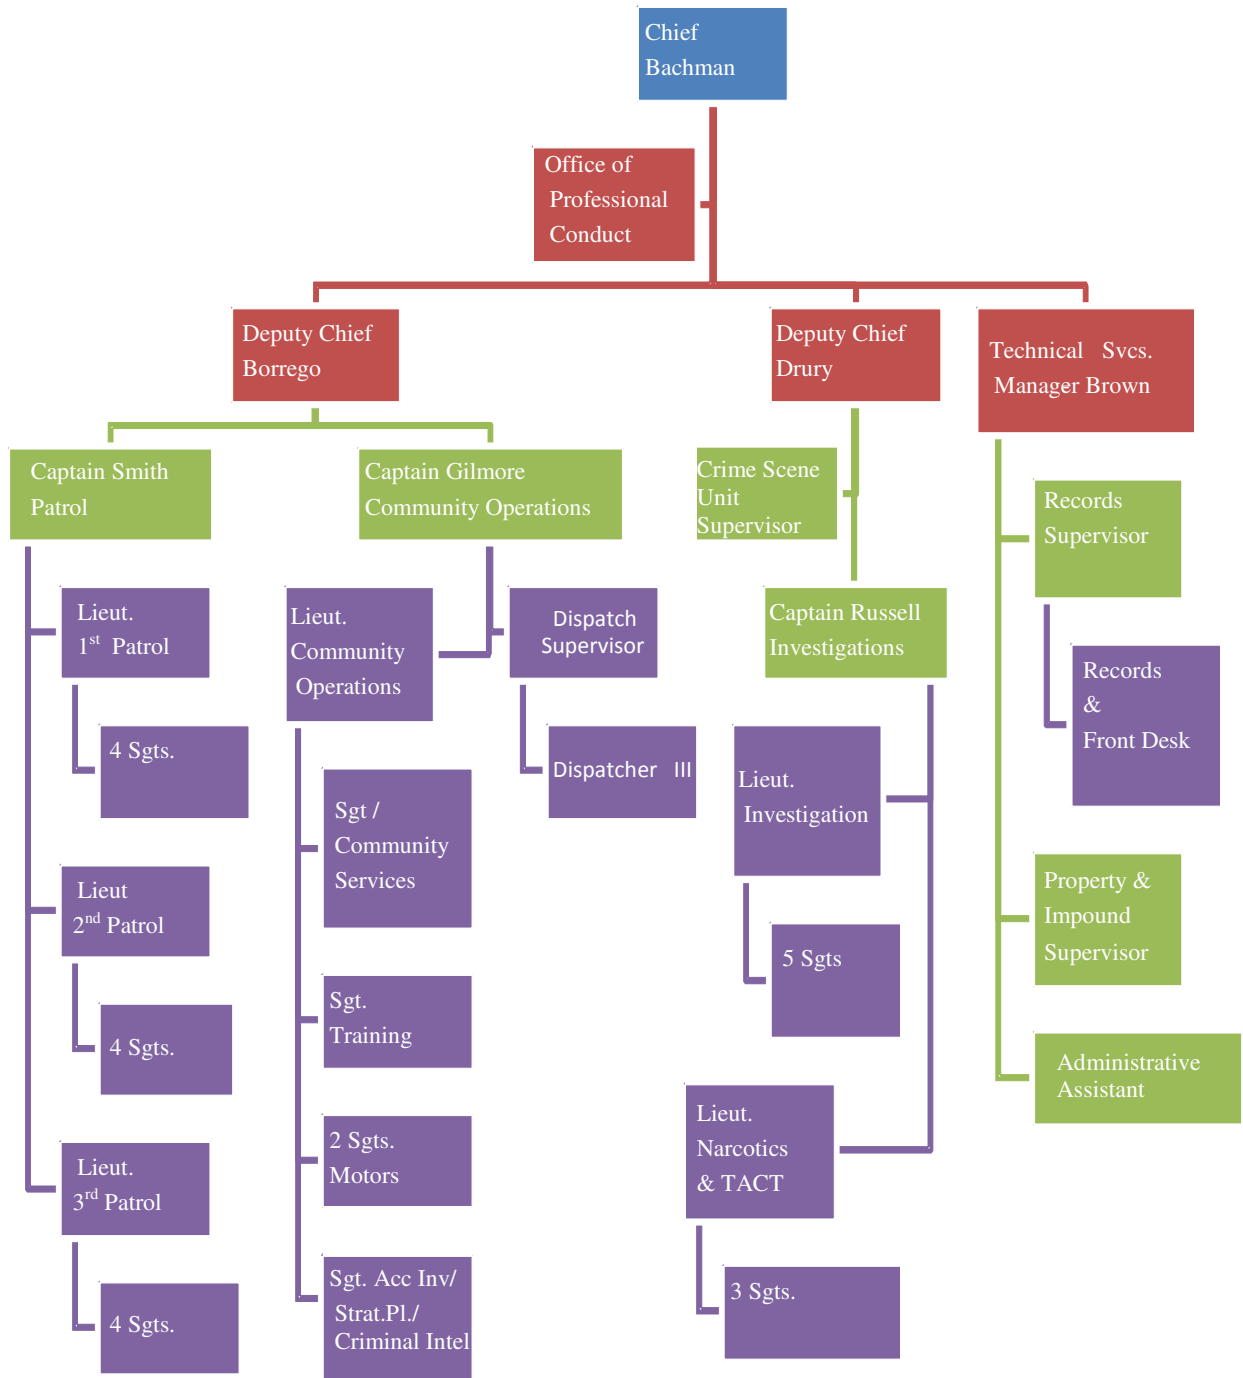 Chief
Bachman
Office of
Professional
Conduct
Deputy Chief
Borrego
Deputy Chief
Drury
Technical Svcs.
Manager Brown
Captain Smith
Patrol
Captain Gilmore
Community Operations
Crime Scene
Unit
Supervisor
Records
Supervisor
Lieut.
1st Patrol
Lieut.
Community
Operations
Dispatch
Supervisor
Captain Russell
Investigations
Records
&
Front Desk
4 Sgts.
Dispatcher III
Lieut.
Investigation
Sgt /
Community
Services
Lieut
2nd Patrol
Property &
Impound
Supervisor
5 Sgts
Sgt.
Training
4 Sgts.
Administrative
Assistant
Lieut.
Narcotics
& TACT
2 Sgts.
Motors
Lieut.
3rd Patrol
Sgt. Acc Inv/
Strat.Pl./
Criminal Intel
3 Sgts.
4 Sgts.